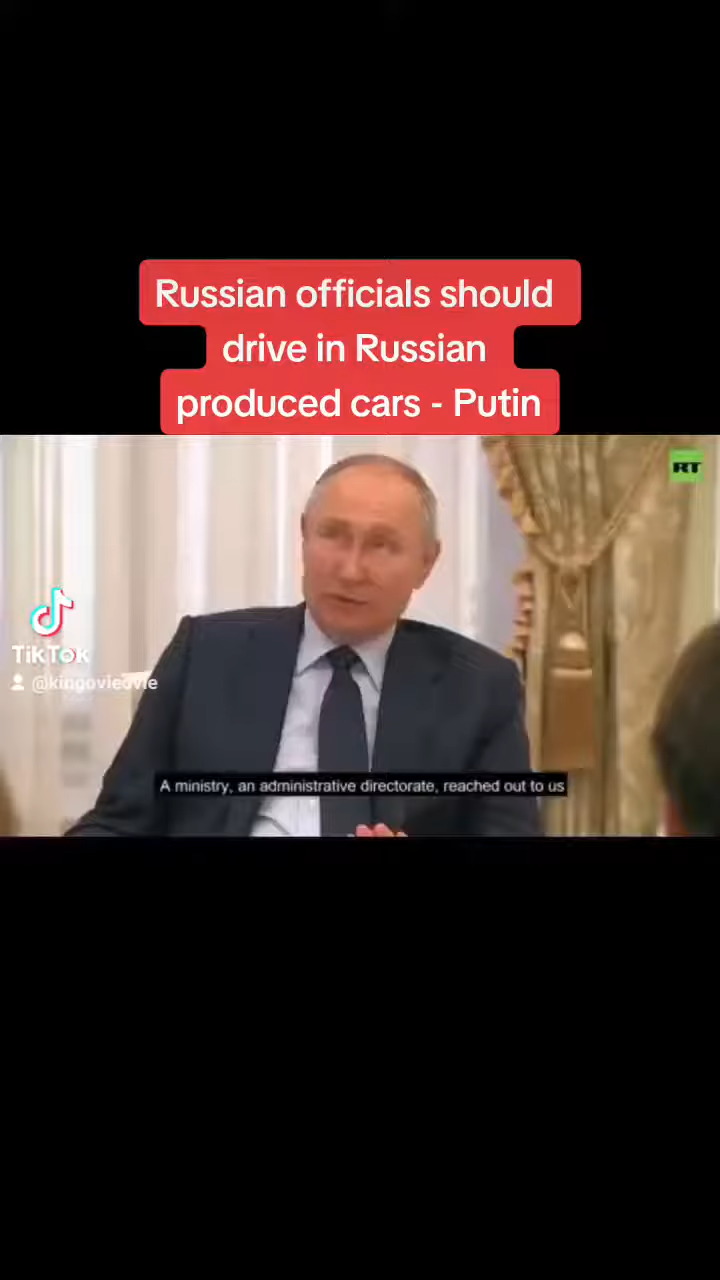 Russian officials should
drive in Russian
produced cars - Putin
RT
TikTok
@kingovieovie
A ministry, an administrative directorate, reached out to us